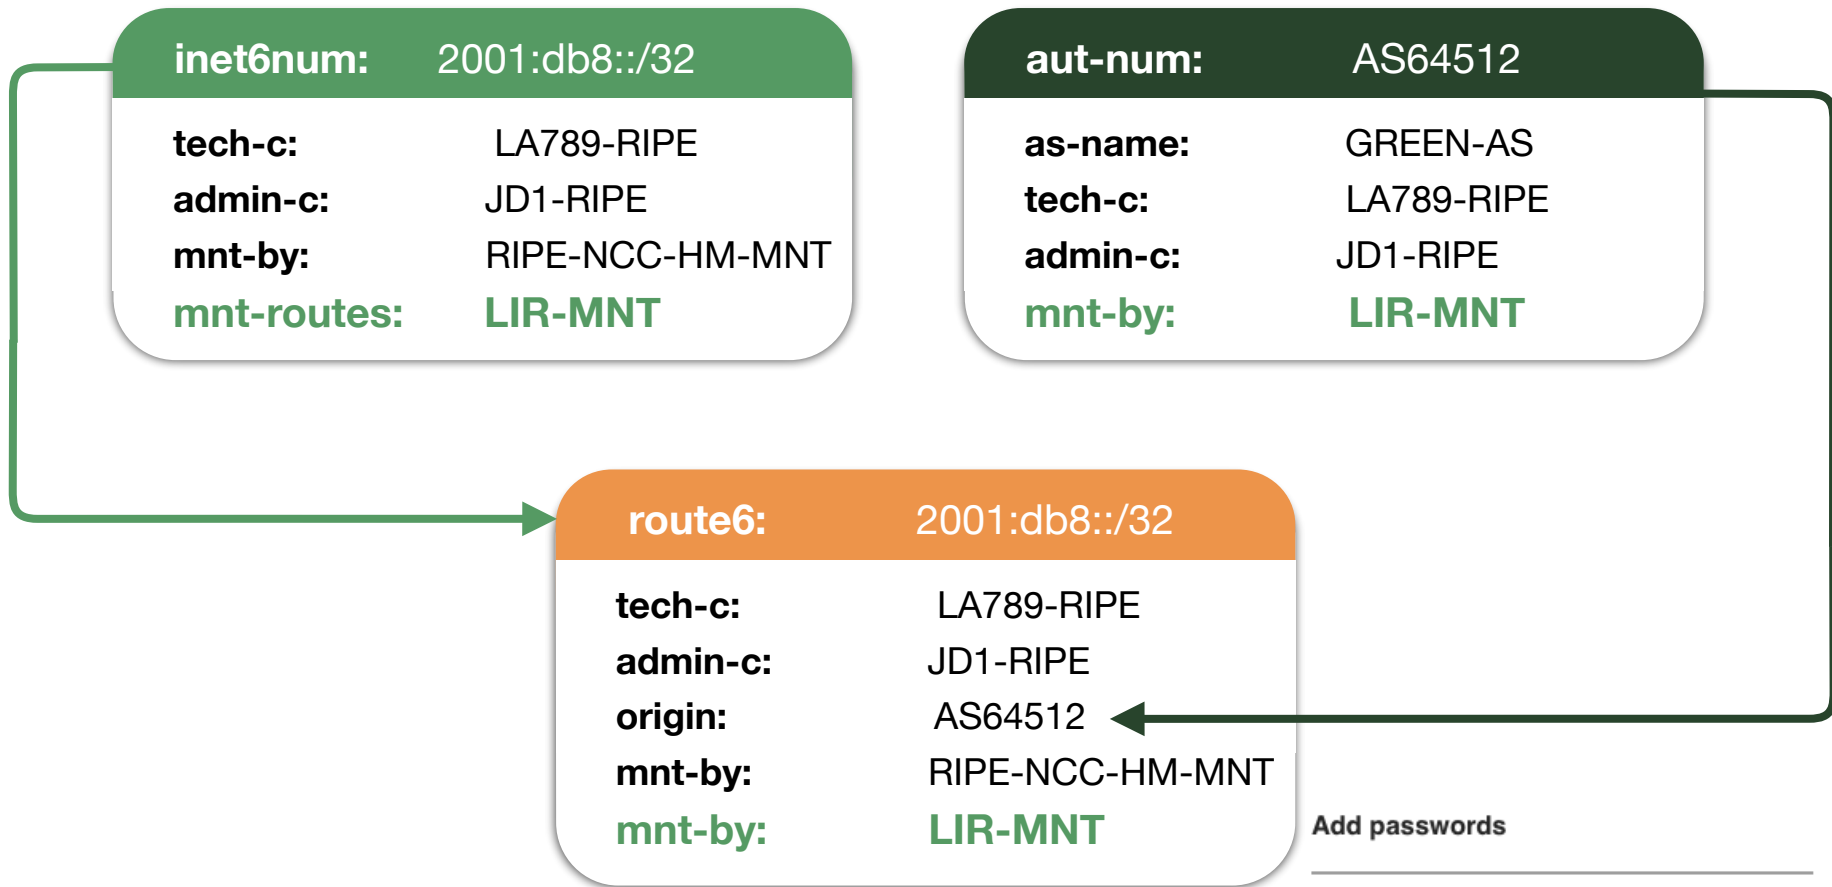 inet6num: 2001:db8::/32
tech-c: LA789-RIPE
admin-c: JD1-RIPE
mnt-by: RIPE-NCC-HM-MNT
mnt-routes: LIR-MNT
aut-num: AS64512
as-name: GREEN-AS
tech-c: LA789-RIPE
admin-c: JD1-RIPE
mnt-by: LIR-MNT
route6: 2001:db8::/32
tech-c: LA789-RIPE
admin-c: JD1-RIPE
origin: AS64512
mnt-by: RIPE-NCC-HM-MNT
mnt-by: LIR-MNT
Add passwords